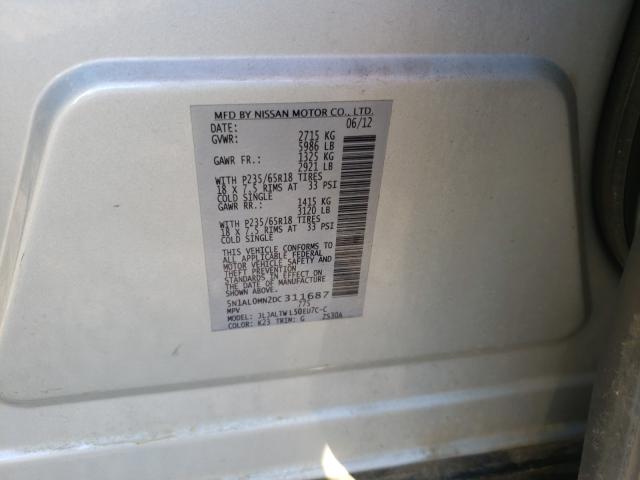 MFD BY NISSAN MOTOR CO., LTD.
DATE: 06/12
GVWR: 2715 KG
5986 LB
GAWR FR.: 1325 KG
2921 LB
WITH P235/65R18 TIRES
18 X 7.5 RIMS AT 33 PSI
COLD SINGLE
GAWR RR.: 1415 KG
3120 LB
WITH P235/65R18 TIRES
18 X 7.5 RIMS AT 33 PSI
COLD SINGLE
THIS VEHICLE CONFORMS TO
ALL APPLICABLE FEDERAL
MOTOR VEHICLE SAFETY AND
THEFT PREVENTION
STANDARDS IN EFFECT ON
THE DATE OF MANUFACTURE
5N1AL0MN2DC311687
MPV /75
MODEL: JLJALTWL50EU7C-C
COLOR: K23 TRIM: G ZS30A